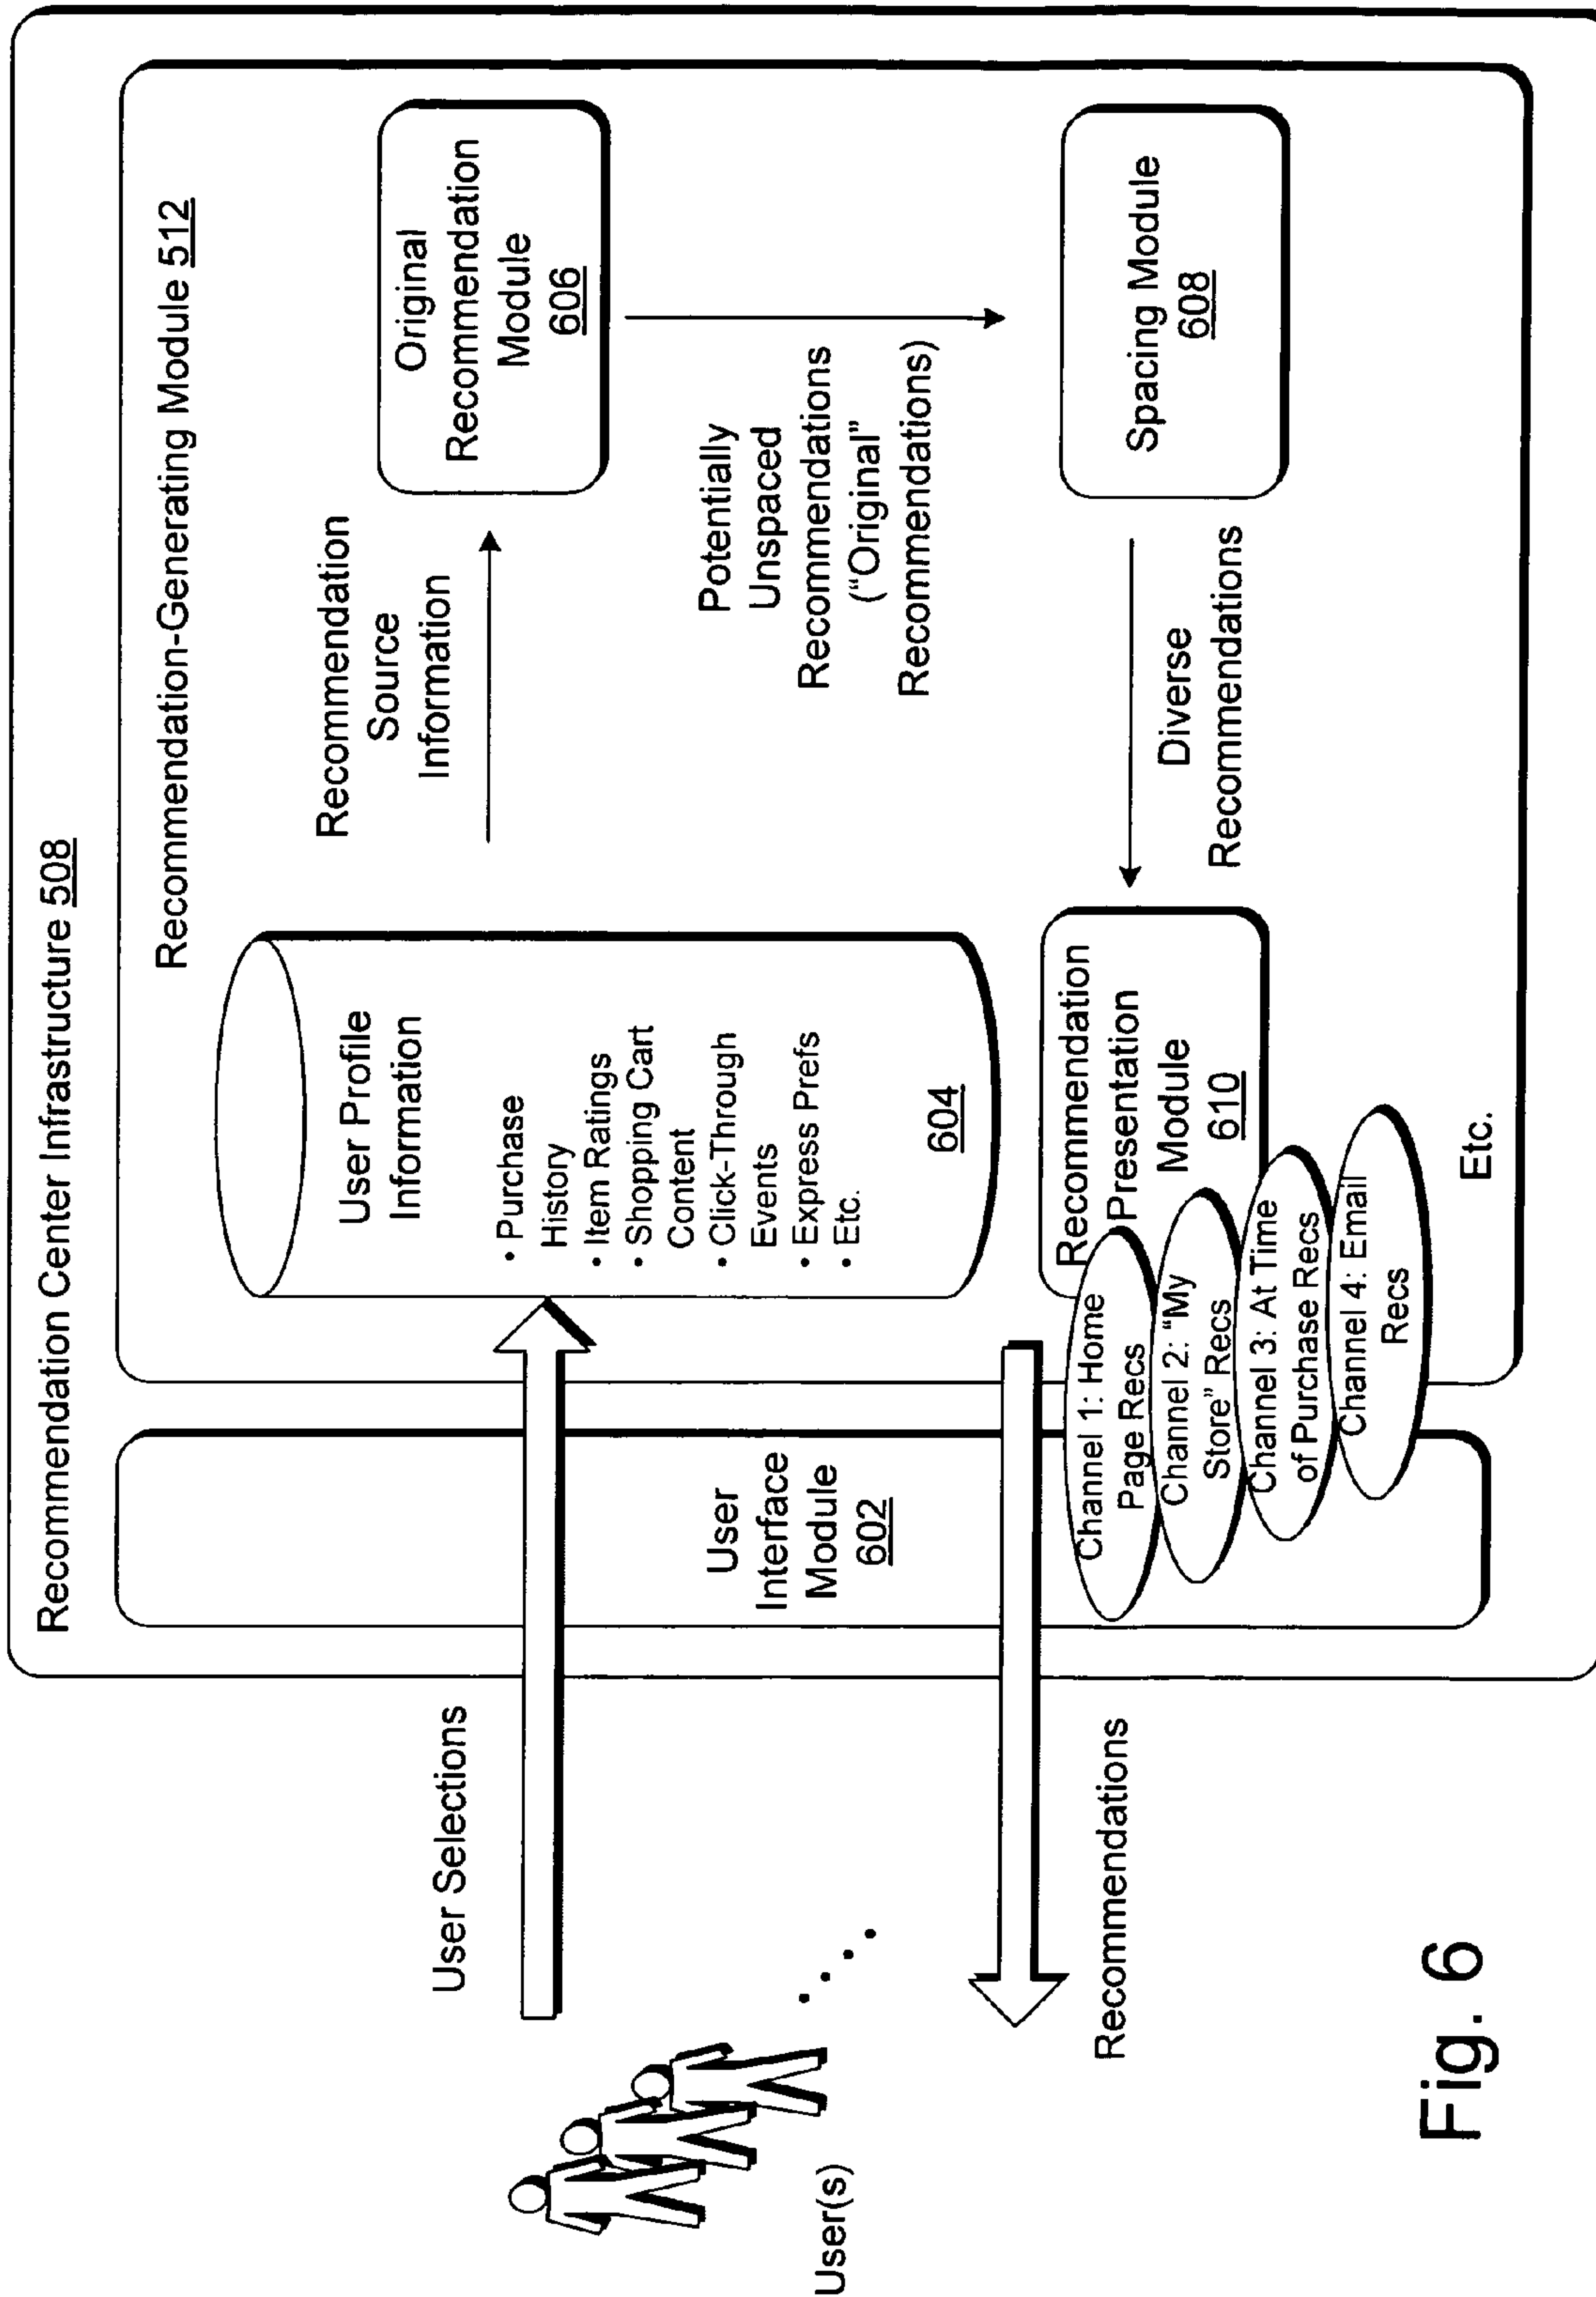 Recommendation Center Infrastructure 508
Recommendation-Generating Module 512
User(s)
User Selections
Recommendations
User
Interface
Module
602
User Profile
Information
• Purchase
History
• Item Ratings
• Shopping Cart
Content
• Click-Through
Events
• Express Prefs
• Etc.
604
Recommendation
Source
Information
Original
Recommendation
Module
606
Potentially
Unspaced
Recommendations
("Original"
Recommendations)
Spacing Module
608
Diverse
Recommendations
Recommendation
Presentation
Module
610
Channel 1: Home
Page Recs
Channel 2: "My
Store" Recs
Channel 3: At Time
of Purchase Recs
Channel 4: Email
Recs
Etc.
Fig. 6